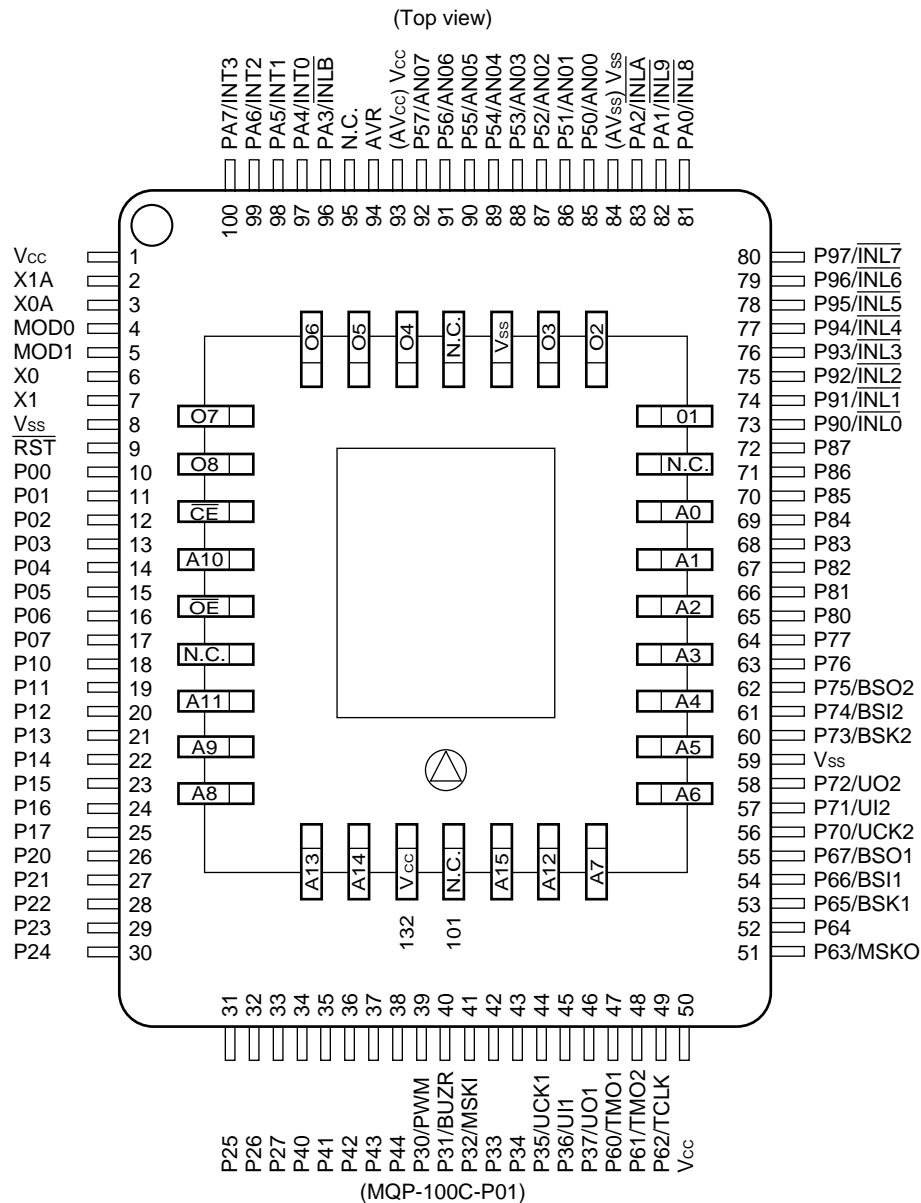 (Top view)
PA7/INT3
PA6/INT2
PA5/INT1
PA4/INT0
PA3/INLB
N.C.
AVR
(AVCC) VCC
P57/AN07
P56/AN06
P55/AN05
P54/AN04
P53/AN03
P52/AN02
P51/AN01
P50/AN00
(AVSS) VSS
PA2/INLA
PA1/INL9
PA0/INL8
100
99
98
97
96
95
94
93
92
91
90
89
88
87
86
85
84
83
82
81
VCC 1
X1A 2
X0A 3
MOD0 4
MOD1 5
X0 6
X1 7
VSS 8
RST 9
P00 10
P01 11
P02 12
P03 13
P04 14
P05 15
P06 16
P07 17
P10 18
P11 19
P12 20
P13 21
P14 22
P15 23
P16 24
P17 25
P20 26
P21 27
P22 28
P23 29
P24 30
O6
O5
O4
N.C.
VSS
O3
O2
O7
O8
CE
A10
OE
N.C.
A11
A9
A8
01
N.C.
A0
A1
A2
A3
A4
A5
A6
A13
A14
VCC
N.C.
A15
A12
A7
132
101
80 P97/INL7
79 P96/INL6
78 P95/INL5
77 P94/INL4
76 P93/INL3
75 P92/INL2
74 P91/INL1
73 P90/INL0
72 P87
71 P86
70 P85
69 P84
68 P83
67 P82
66 P81
65 P80
64 P77
63 P76
62 P75/BSO2
61 P74/BSI2
60 P73/BSK2
59 VSS
58 P72/UO2
57 P71/UI2
56 P70/UCK2
55 P67/BSO1
54 P66/BSI1
53 P65/BSK1
52 P64
51 P63/MSKO
31
32
33
34
35
36
37
38
39
40
41
42
43
44
45
46
47
48
49
50
P25
P26
P27
P40
P41
P42
P43
P44
P30/PWM
P31/BUZR
P32/MSKI
P33
P34
P35/UCK1
P36/UI1
P37/UO1
P60/TMO1
P61/TMO2
P62/TCLK
VCC
(MQP-100C-P01)